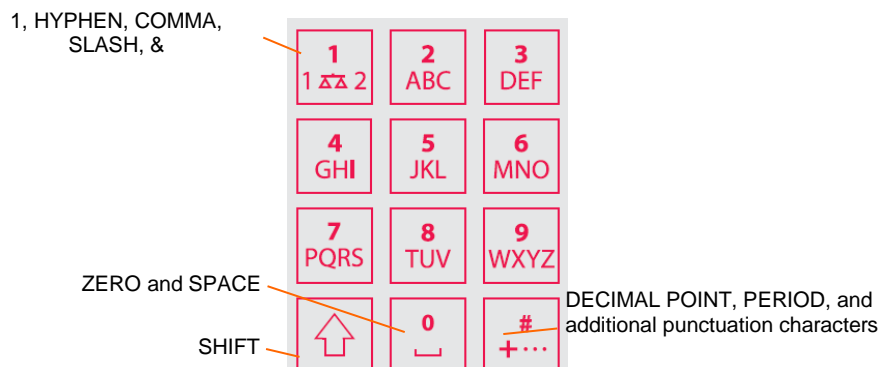 1, HYPHEN, COMMA,
SLASH, &
1
1 2
2
ABC
3
DEF
4
GHI
5
JKL
6
MNO
7
PQRS
8
TUV
9
WXYZ
ZERO and SPACE
SHIFT
0
#
+···
DECIMAL POINT, PERIOD, and
additional punctuation characters